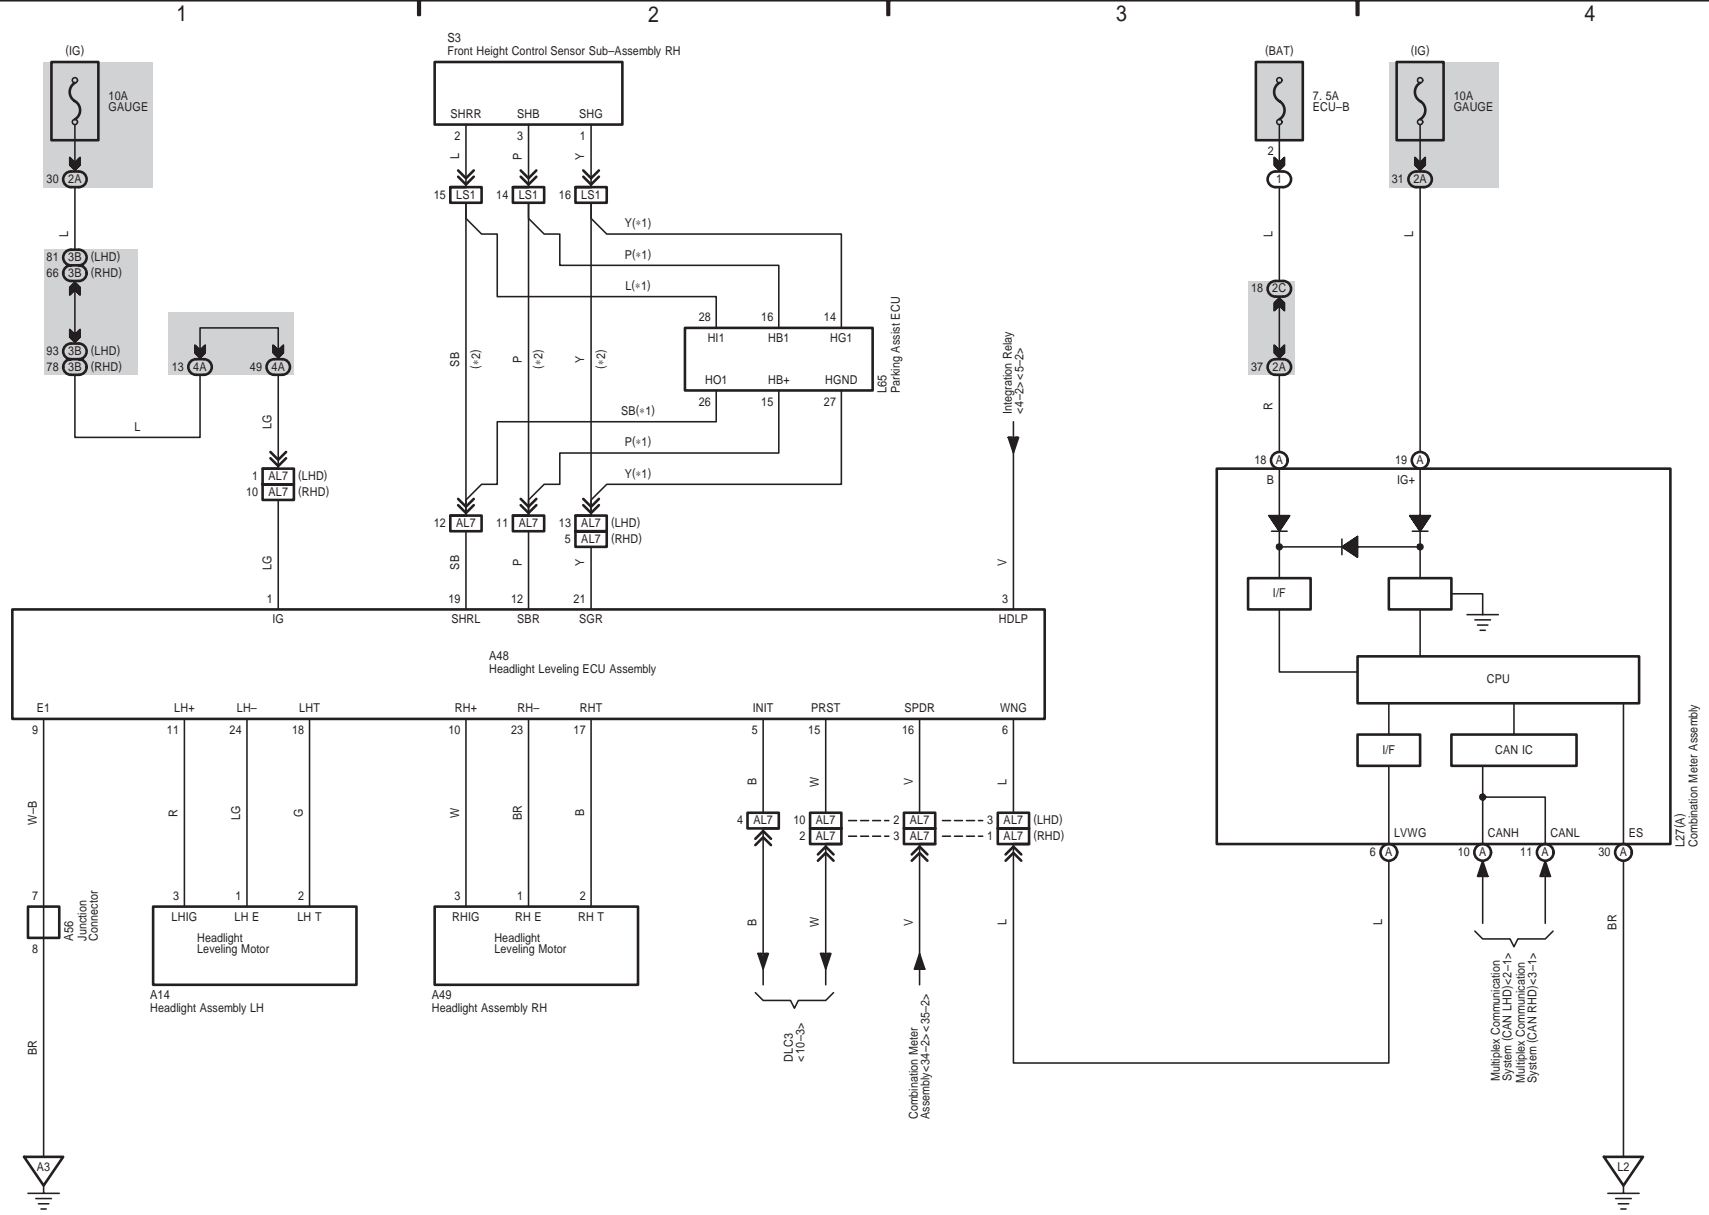 1
2
3
4
(IG)
10A
GAUGE
30 2A
L
81 3B (LHD)
66 3B (RHD)
93 3B (LHD)
78 3B (RHD)
L
13 4A
49 4A
LG
1 AL7 (LHD)
10 AL7 (RHD)
LG
S3
Front Height Control Sensor Sub–Assembly RH
SHRR SHB SHG
2 3 1
L P Y
15 LS1 14 LS1 16 LS1
Y(*1)
P(*1)
L(*1)
28 16 14
HI1 HB1 HG1
HO1 HB+ HGND
26 15 27
L65
Parking Assist ECU
SB (*2) P (*2) Y (*2)
SB(*1)
P(*1)
Y(*1)
12 AL7 11 AL7 13 AL7 (LHD)
5 AL7 (RHD)
SB P Y
Integration Relay
<4–2><5–2>
V
(BAT)
7. 5A
ECU–B
2
1
L
18 2C
37 2A
R
18 A
B
(IG)
10A
GAUGE
31 2A
L
19 A
IG+
I/F
CPU
I/F
CAN IC
LVWG CANH CANL ES
6 A 10 A 11 A 30 A
L27(A)
Combination Meter Assembly
1 19 12 21 3
IG SHRL SBR SGR HDLP
A48
Headlight Leveling ECU Assembly
E1 LH+ LH– LHT RH+ RH– RHT INIT PRST SPDR WNG
9 11 24 18 10 23 17 5 15 16 6
W–B R LG G W BR B B W V L
4 AL7 10 AL7 2 AL7 3 AL7 (LHD)
2 AL7 3 AL7 1 AL7 (RHD)
7
8
A56
Junction
Connector
3 1 2
LHIG LH E LH T
Headlight
Leveling Motor
A14
Headlight Assembly LH
3 1 2
RHIG RH E RH T
Headlight
Leveling Motor
A49
Headlight Assembly RH
B W V L
DLC3
<10–3>
Combination Meter
Assembly<34–2><35–2>
L
Multiplex Communication
System (CAN LHD)<2–1>
Multiplex Communication
System (CAN RHD)<3–1>
BR
BR
A3
L2